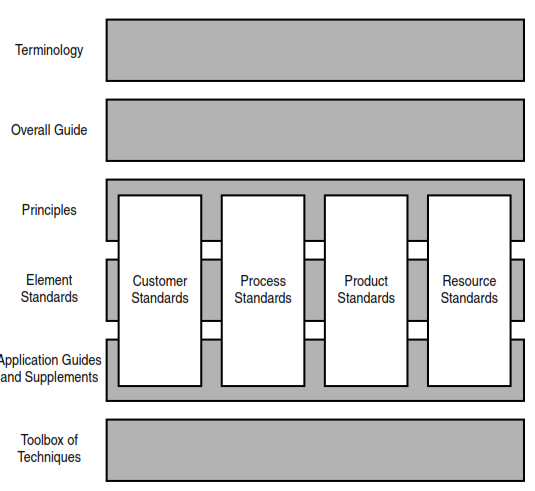 Terminology
Overall Guide
Principles
Element
Standards
Customer
Standards
Process
Standards
Product
Standards
Resource
Standards
Application Guides
and Supplements
Toolbox of
Techniques